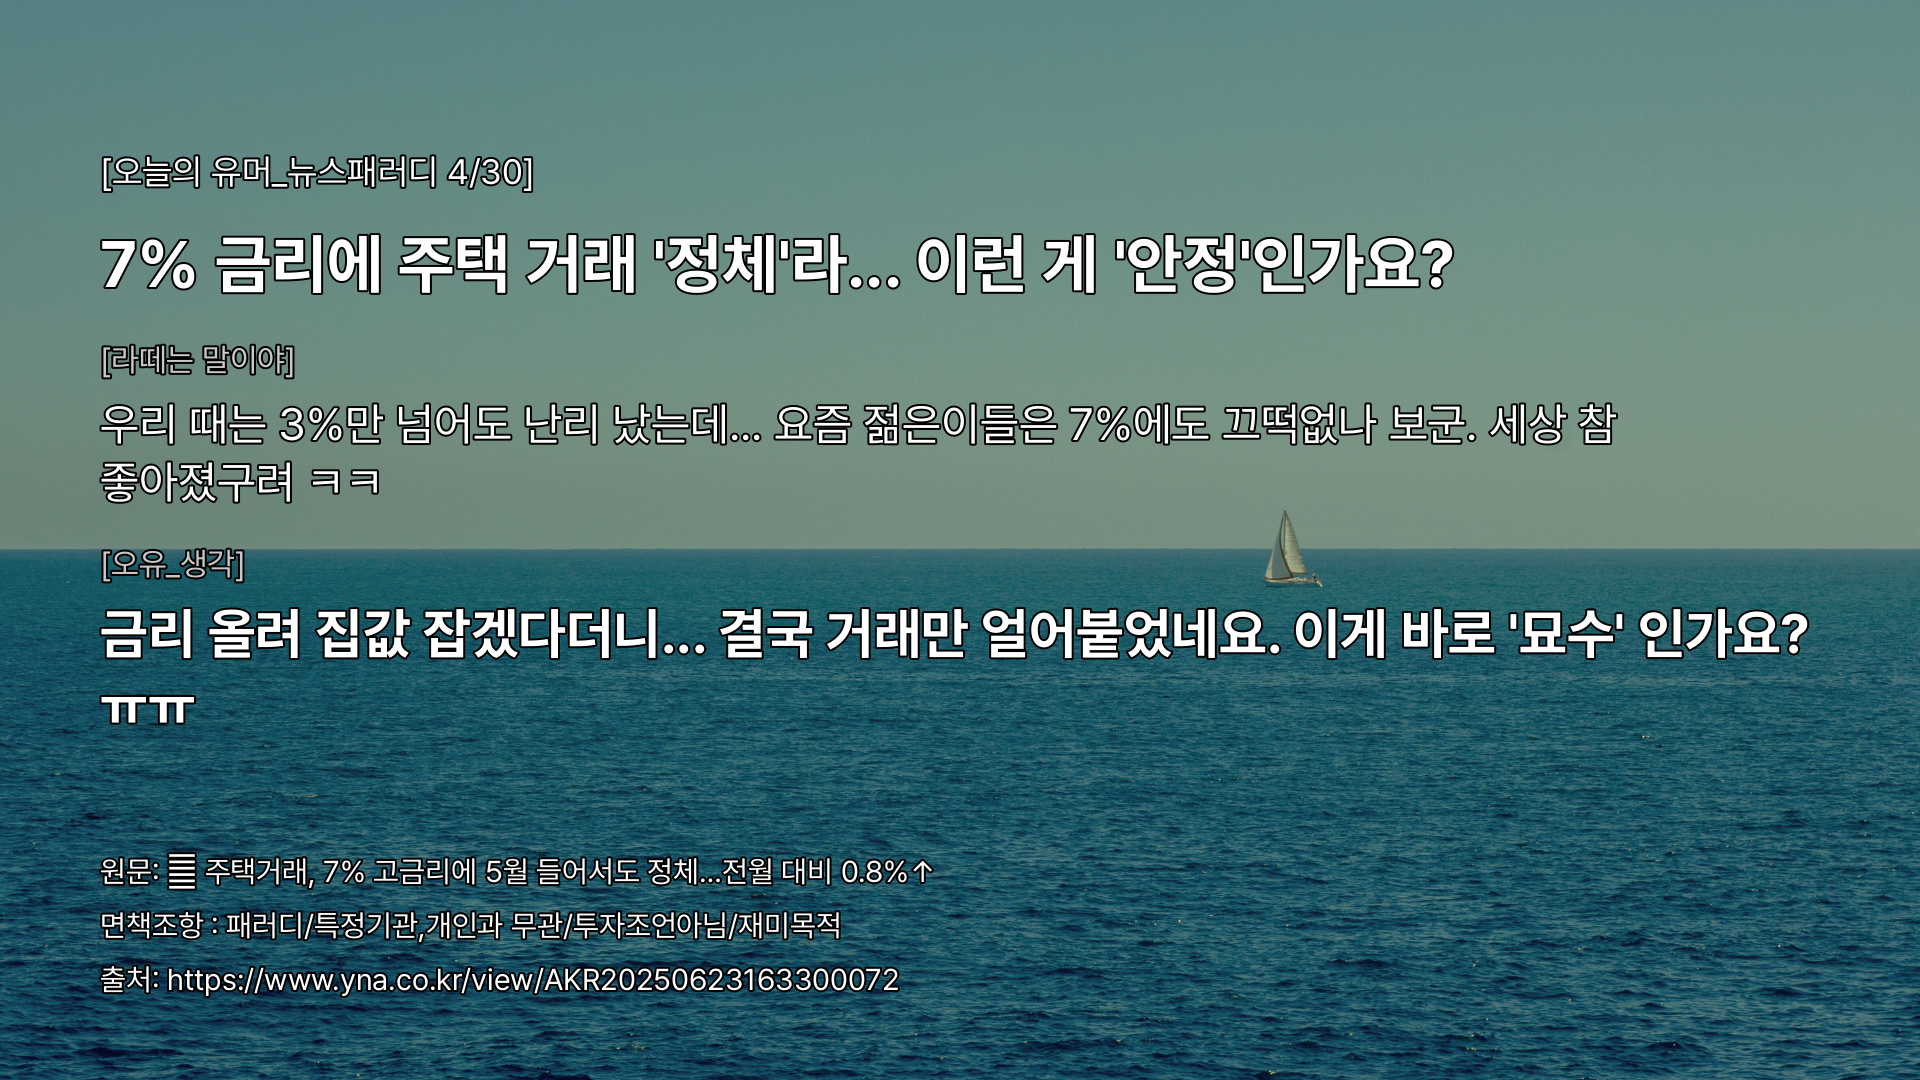 [오늘의 유머_뉴스패러디 4/30]
7% 금리에 주택 거래 '정체'라... 이런 게 '안정'인가요?
[라떼는 말이야]
우리 때는 3%만 넘어도 난리 났는데... 요즘 젊은이들은 7%에도 끄떡없나 보군. 세상 참
좋아졌구려 ㅋㅋ
[오유_생각]
금리 올려 집값 잡겠다더니... 결국 거래만 얼어붙었네요. 이게 바로 '묘수' 인가요?
ㅠㅠ
원문: 주택거래, 7% 고금리에 5월 들어서도 정체...전월 대비 0.8%↑
면책조항 : 패러디/특정기관,개인과 무관/투자조언아님/재미목적
출처: https://www.yna.co.kr/view/AKR20250623163300072